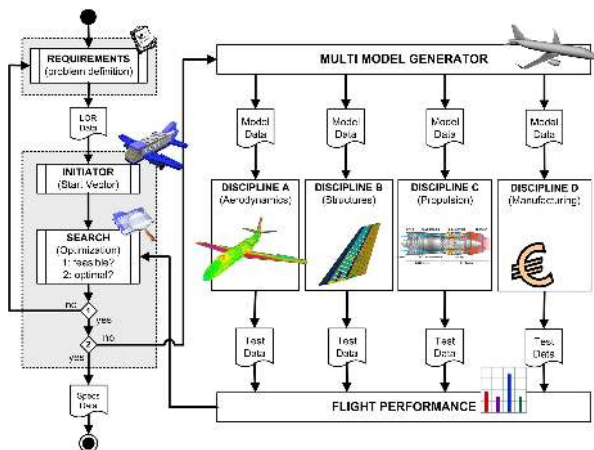 REQUIREMENTS
(problem definition)
LOR
Data
INITIATOR
(Start Vector)
SEARCH
(Optimization)
1: feasible?
2: optimal?
no
1
yes
2
no
yes
Specs
Data
MULTI MODEL GENERATOR
Model
Data
Model
Data
Model
Data
Model
Data
DISCIPLINE A
(Aerodynamics)
DISCIPLINE B
(Structures)
DISCIPLINE C
(Propulsion)
DISCIPLINE D
(Manufacturing)
€
Test
Data
Test
Data
Test
Data
Test
Data
FLIGHT PERFORMANCE